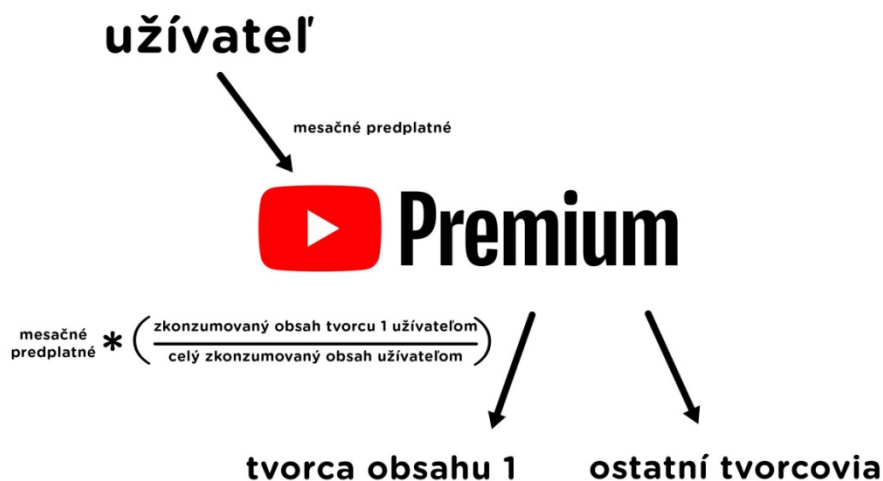 užívateľ
mesačné predplatné
Premium
mesačné
predplatné * (zkonzumovaný obsah tvorcu 1 užívateľom
celý zkonzumovaný obsah užívateľom)
tvorca obsahu 1
ostatní tvorcovia